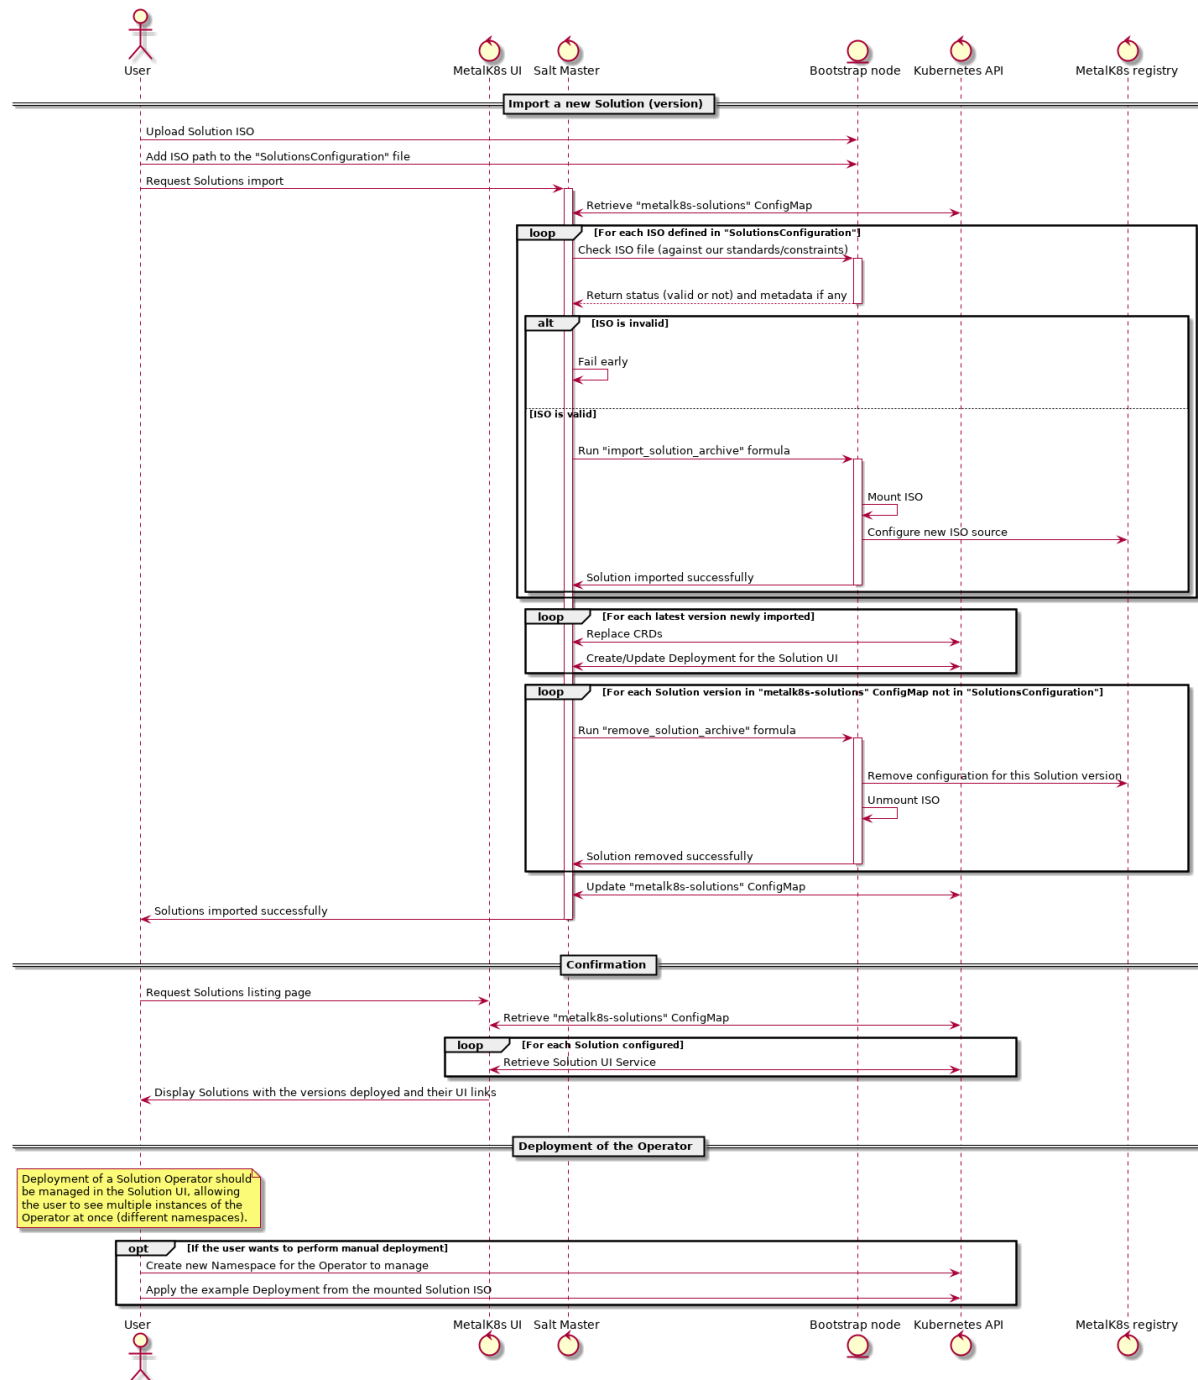 User
MetalK8s UI
Salt Master
Bootstrap node
Kubernetes API
MetalK8s registry
Import a new Solution (version)
Upload Solution ISO
Add ISO path to the "SolutionsConfiguration" file
Request Solutions import
Retrieve "metalk8s-solutions" ConfigMap
loop
[For each ISO defined in "SolutionsConfiguration"]
Check ISO file (against our standards/constraints)
Return status (valid or not) and metadata if any
alt
[ISO is invalid]
Fail early
[ISO is valid]
Run "import_solution_archive" formula
Mount ISO
Configure new ISO source
Solution imported successfully
loop
[For each latest version newly imported]
Replace CRDs
Create/Update Deployment for the Solution UI
loop
[For each Solution version in "metalk8s-solutions" ConfigMap not in "SolutionsConfiguration"]
Run "remove_solution_archive" formula
Remove configuration for this Solution version
Unmount ISO
Solution removed successfully
Update "metalk8s-solutions" ConfigMap
Solutions imported successfully
Confirmation
Request Solutions listing page
Retrieve "metalk8s-solutions" ConfigMap
loop
[For each Solution configured]
Retrieve Solution UI Service
Display Solutions with the versions deployed and their UI links
Deployment of the Operator
Deployment of a Solution Operator should
be managed in the Solution UI, allowing
the user to see multiple instances of the
Operator at once (different namespaces).
opt
[If the user wants to perform manual deployment]
Create new Namespace for the Operator to manage
Apply the example Deployment from the mounted Solution ISO
User
MetalK8s UI
Salt Master
Bootstrap node
Kubernetes API
MetalK8s registry